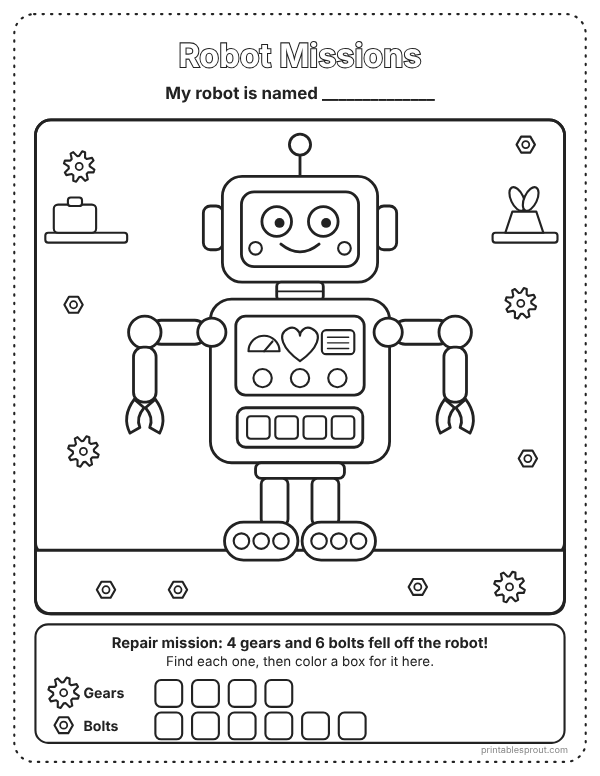 Robot Missions
My robot is named ______________
Repair mission: 4 gears and 6 bolts fell off the robot!
Find each one, then color a box for it here.
Gears
Bolts
printablesprout.com